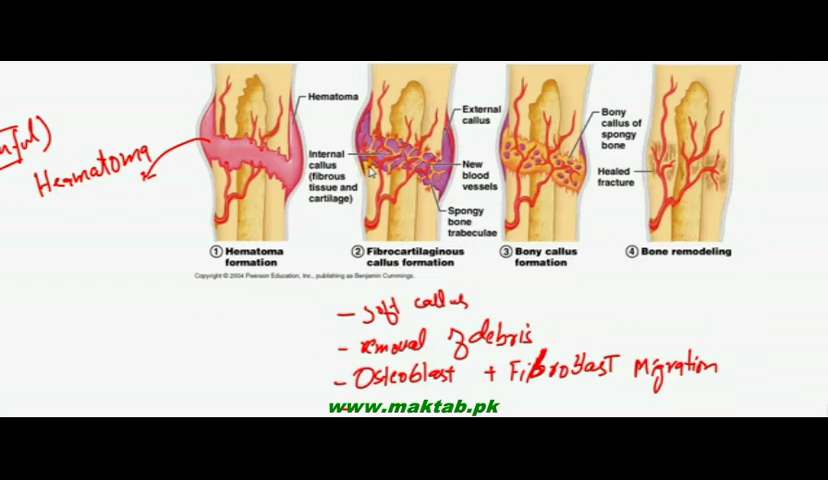 Hematoma
External
callus
Bony
callus of
spongy
bone
Internal
callus
(fibrous
tissue and
cartilage)
New
blood
vessels
Healed
fracture
Spongy
bone
trabeculae
Hematoma
① Hematoma
formation
② Fibrocartilaginous
callus formation
③ Bony callus
formation
④ Bone remodeling
Copyright © 2004 Pearson Education, Inc., publishing as Benjamin Cummings.
- Soft callus
- removal of debris
- Osteoblast + Fibroblast Migration
www.maktab.pk